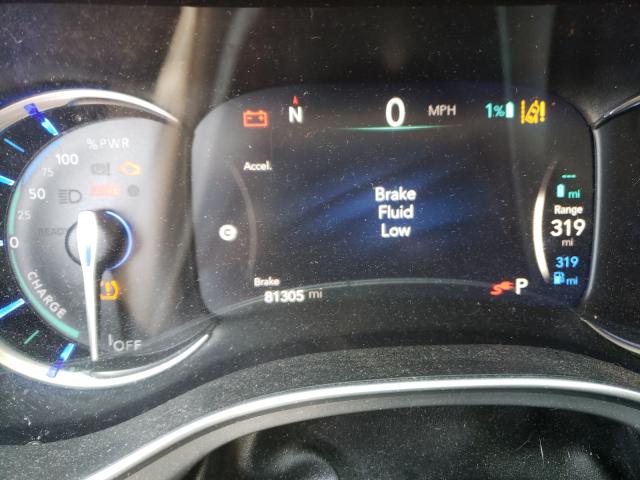 N 0 MPH 1%
%PWR
100
75
50
25
0
CHARGE
OFF
Accel.
Brake
Fluid
Low
C
Brake
81305 mi
P
--- 
mi
Range
319
mi
319
mi